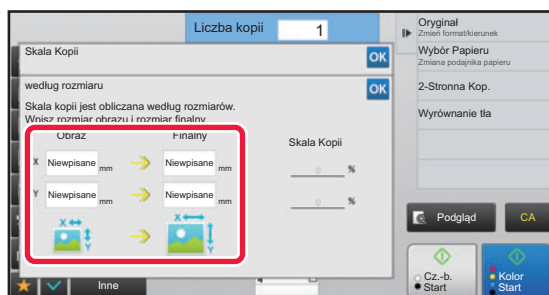 Liczba kopii 1
Skala Kopii OK
według rozmiaru OK
Skala kopii jest obliczana według rozmiarów.
Wpisz rozmiar obrazu i rozmiar finalny.
Obraz Finalny Skala Kopii
X Niewpisane mm Niewpisane mm 0 %
Y Niewpisane mm Niewpisane mm 0 %
X Y X Y
Inne
Oryginał
Zmień format/kierunek
Wybór Papieru
Zmiana podajnika papieru
2-Stronna Kop.
Wyrównanie tła
Podgląd CA
Cz.-b.
Start
Kolor
Start